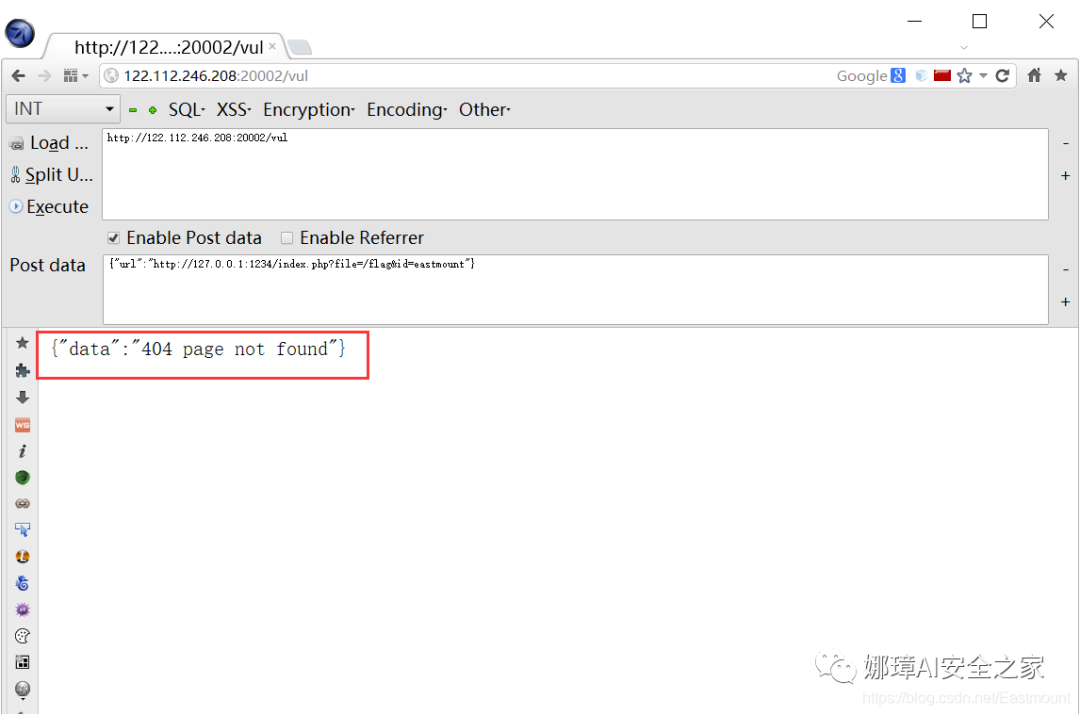 http://122....:20002/vul ×
122.112.246.208:20002/vul
Google 8
INT
SQL XSS Encryption Encoding Other
Load ...
http://122.112.246.208:20002/vul
-
Split U...
+
Execute
Enable Post data Enable Referrer
Post data
{"url":"http://127.0.0.1:1234/index.php?file=/flag&id=eastmount"}
-
+
{"data":"404 page not found"}
WS
i
娜璋AI安全之家
https://blog.csdn.net/Eastmount